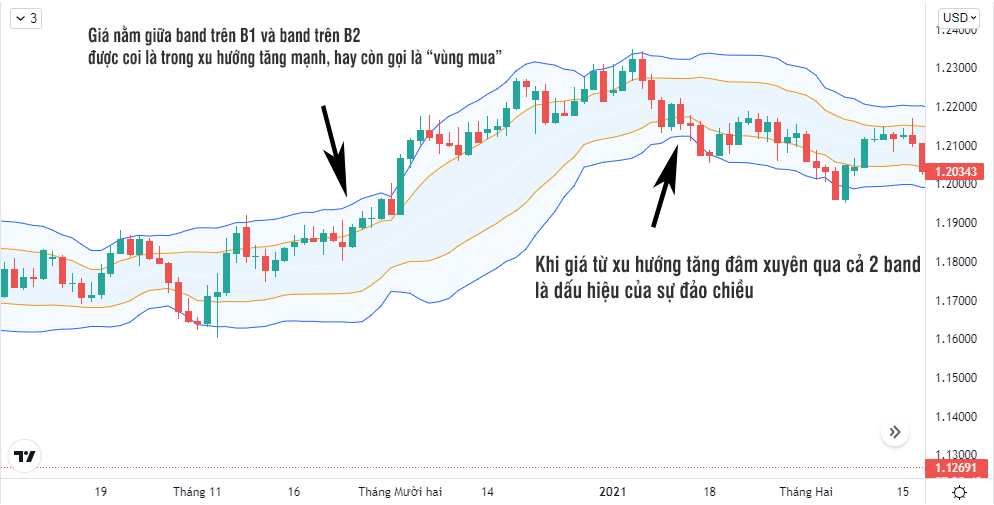 3
USD
Giá nằm giữa band trên B1 và band trên B2
được coi là trong xu hướng tăng mạnh, hay còn gọi là “vùng mua”
1.24000
1.23000
1.22000
1.21000
1.20343
1.20000
1.19000
Khi giá từ xu hướng tăng đâm xuyên qua cả 2 band
là dấu hiệu của sự đảo chiều
1.18000
1.17000
1.16000
1.15000
1.14000
1.13000
1.12691
19 Tháng 11 16 Tháng Mười hai 14 2021 18 Tháng Hai 15